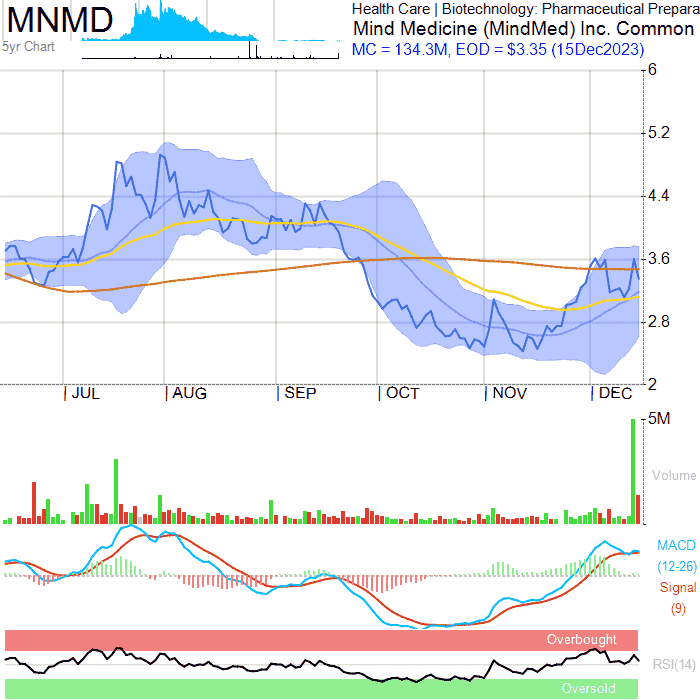 MNMD
5yr Chart
Health Care | Biotechnology: Pharmaceutical Prepara
Mind Medicine (MindMed) Inc. Common
MC = 134.3M, EOD = $3.35 (15Dec2023)
6
5.2
4.4
3.6
2.8
2
JUL AUG SEP OCT NOV DEC
5M
Volume
MACD
(12-26)
Signal
(9)
Overbought
RSI(14)
Oversold